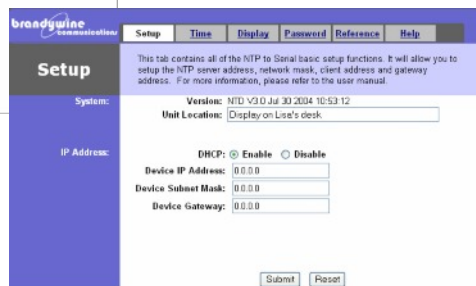 brandywine
communications
Setup Time Display Password Reference Help
Setup
This tab contains all of the NTP to Serial basic setup functions. It will allow you to
setup the NTP server address, network mask, client address and gateway
address. For more information, please refer to the user manual.
System:
Version: NTD V3.0 Jul 30 2004 10:53:12
Unit Location: Display on Lisa's desk
IP Address:
DHCP: Enable Disable
Device IP Address: 0.0.0.0
Device Subnet Mask: 0.0.0.0
Device Gateway: 0.0.0.0
Submit Reset